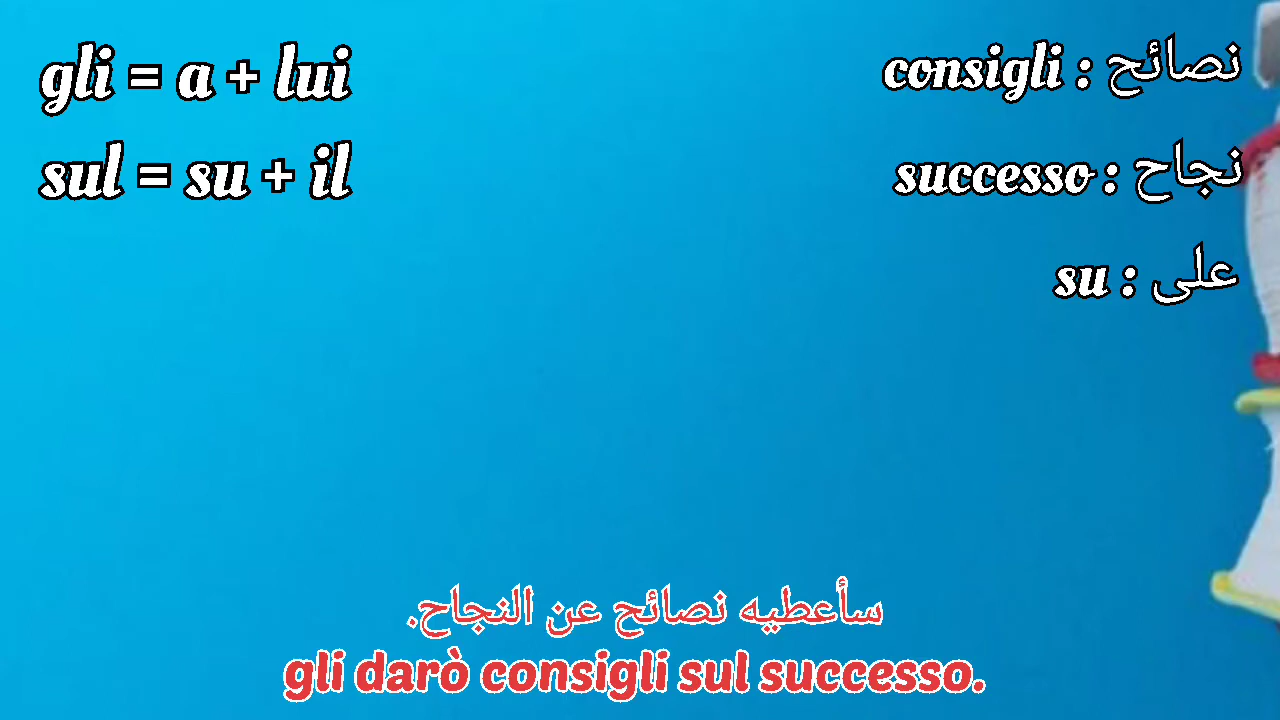 gli = a + lui
sul = su + il
consigli : نصائح
successo : نجاح
su : على
سأعطيه نصائح عن النجاح.
gli darò consigli sul successo.